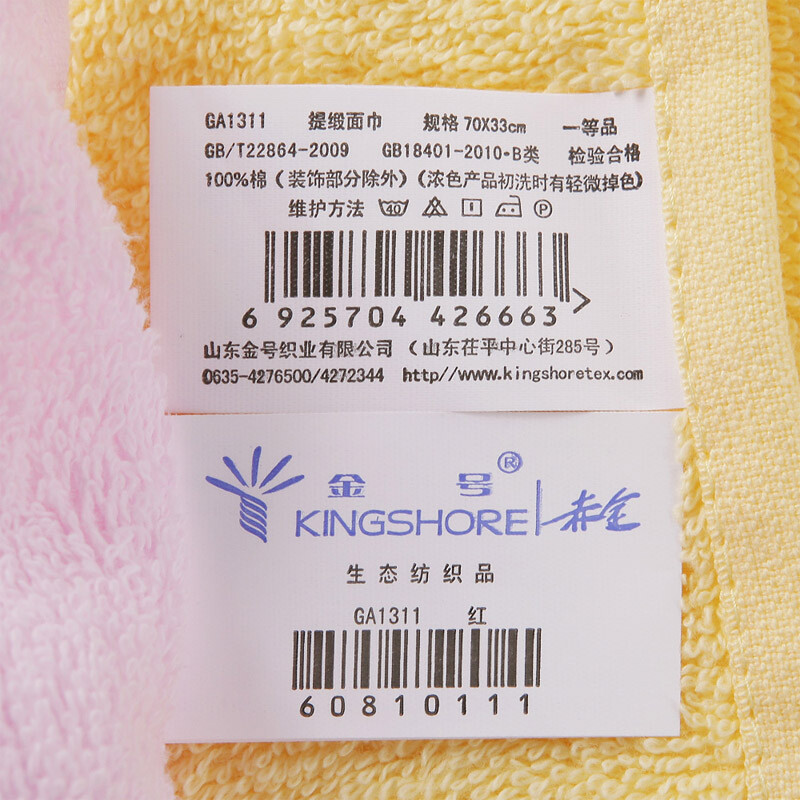 GA1311 提缎面巾 规格 70X33cm 一等品
GB/T22864-2009 GB18401-2010·B类 检验合格
100%棉（装饰部分除外）（浓色产品初洗时有轻微掉色）
维护方法 40 P
6 925704 426663 >
山东金号织业有限公司（山东茌平中心街285号）
0635-4276500/4272344 http//www.kingshoretex.com
金号®
KINGSHORE 赤金
生态纺织品
GA1311 红
60810111